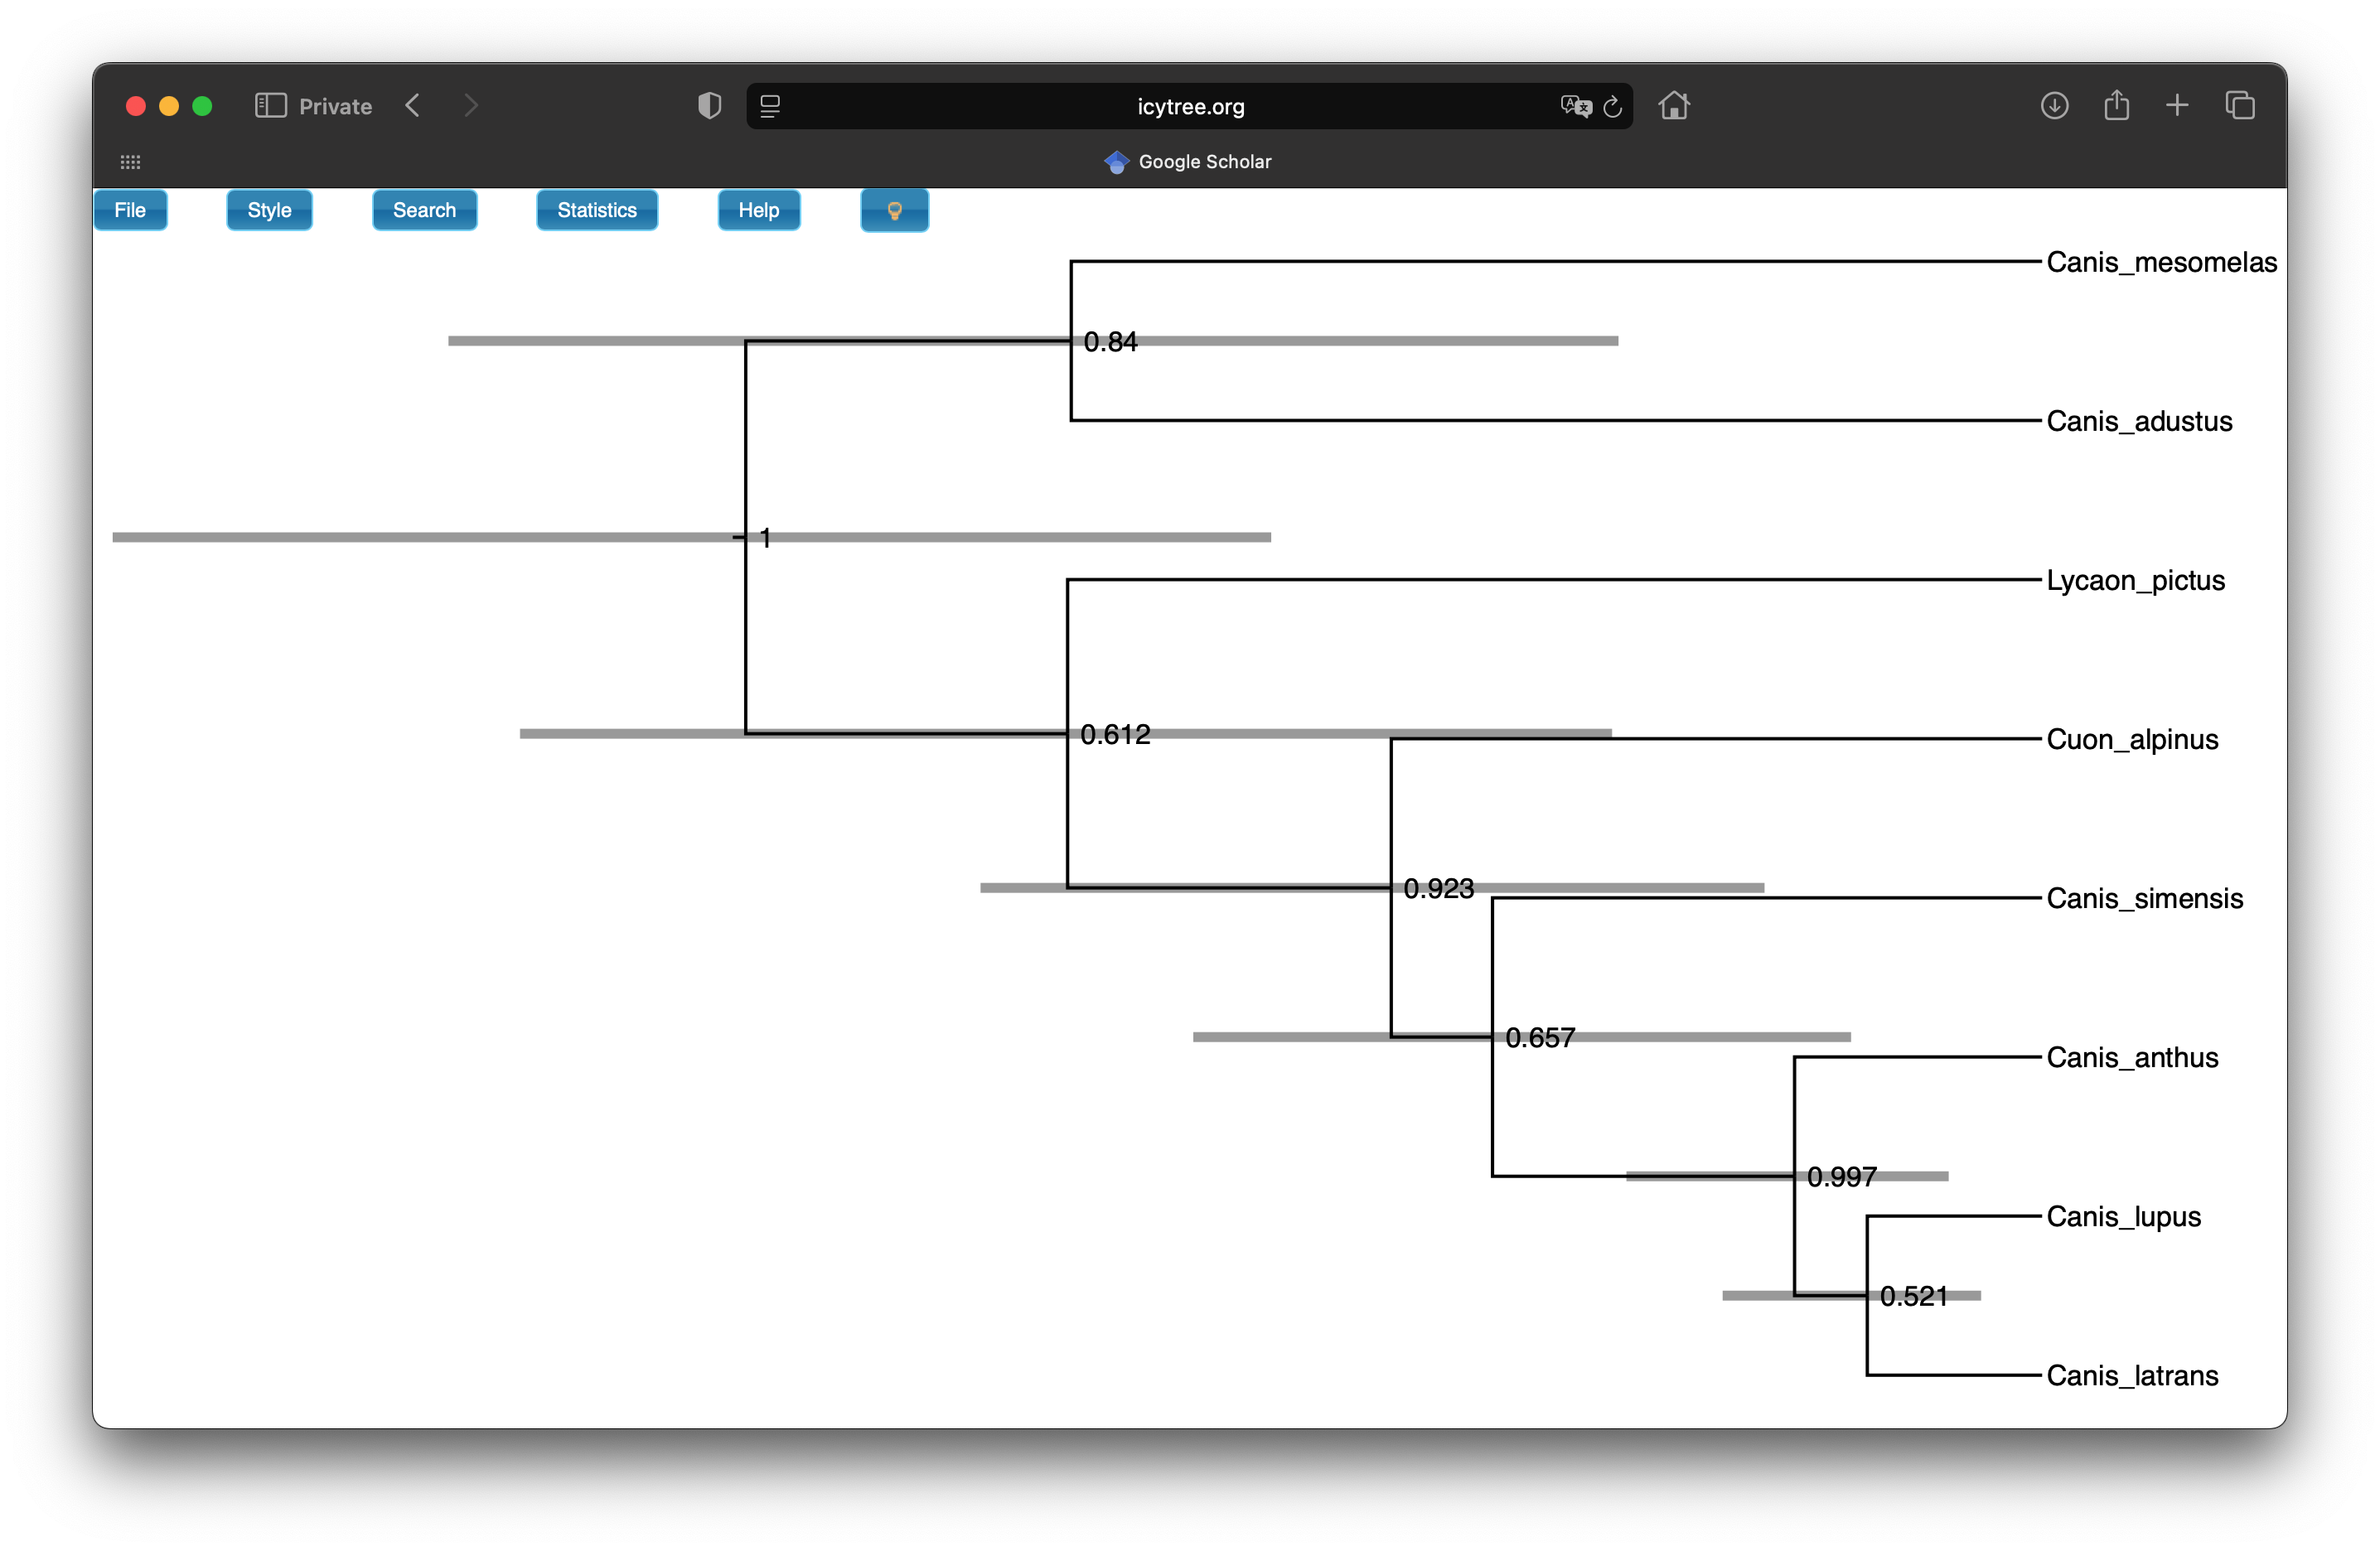 Private
icytree.org
Google Scholar
File Style Search Statistics Help
Canis_mesomelas
0.84
Canis_adustus
1
Lycaon_pictus
0.612
Cuon_alpinus
0.923
Canis_simensis
0.657
Canis_anthus
0.997
Canis_lupus
0.521
Canis_latrans